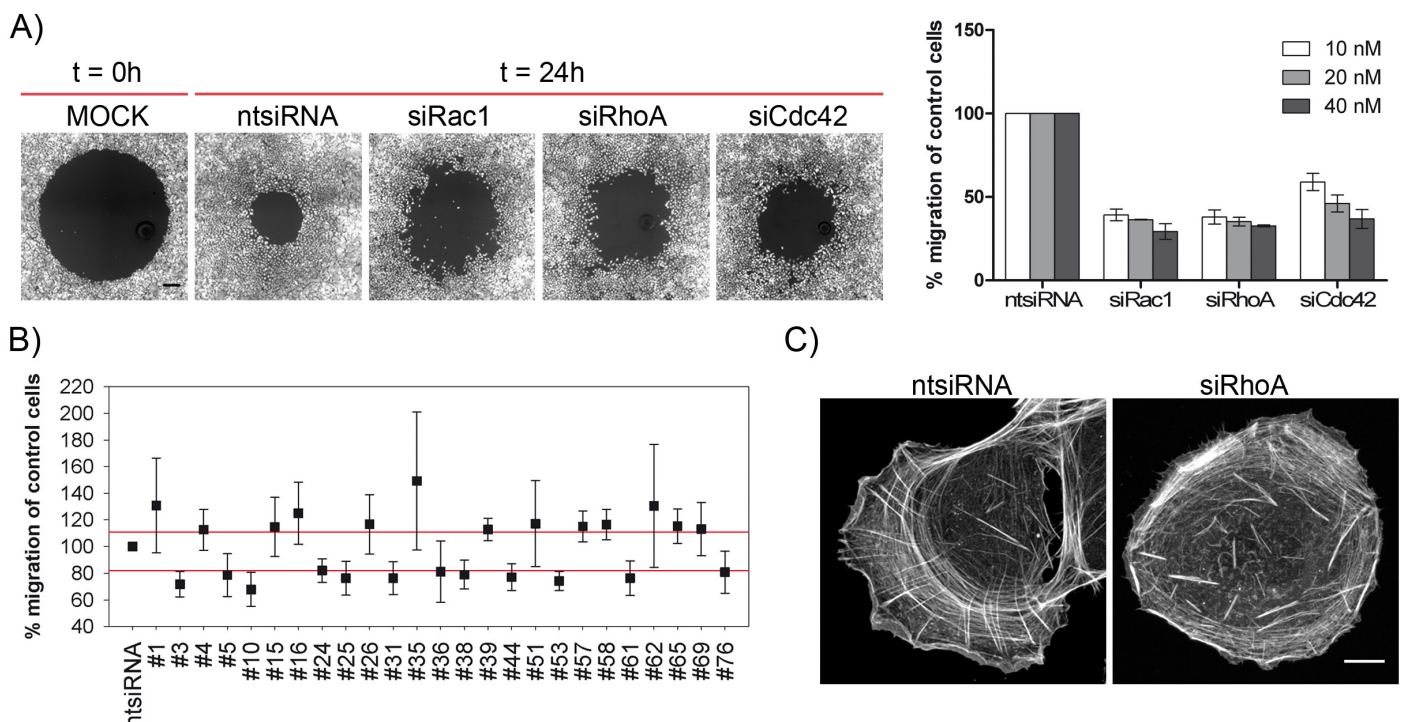 A)
t = 0h
t = 24h
MOCK
ntsiRNA
siRac1
siRhoA
siCdc42
% migration of control cells
150
100
50
0
10 nM
20 nM
40 nM
ntsiRNA
siRac1
siRhoA
siCdc42
B)
% migration of control cells
220
200
180
160
140
120
100
80
60
40
ntsiRNA
#1
#3
#4
#5
#10
#15
#16
#24
#25
#26
#31
#35
#36
#38
#39
#44
#51
#53
#57
#58
#61
#62
#65
#69
#76
C)
ntsiRNA
siRhoA